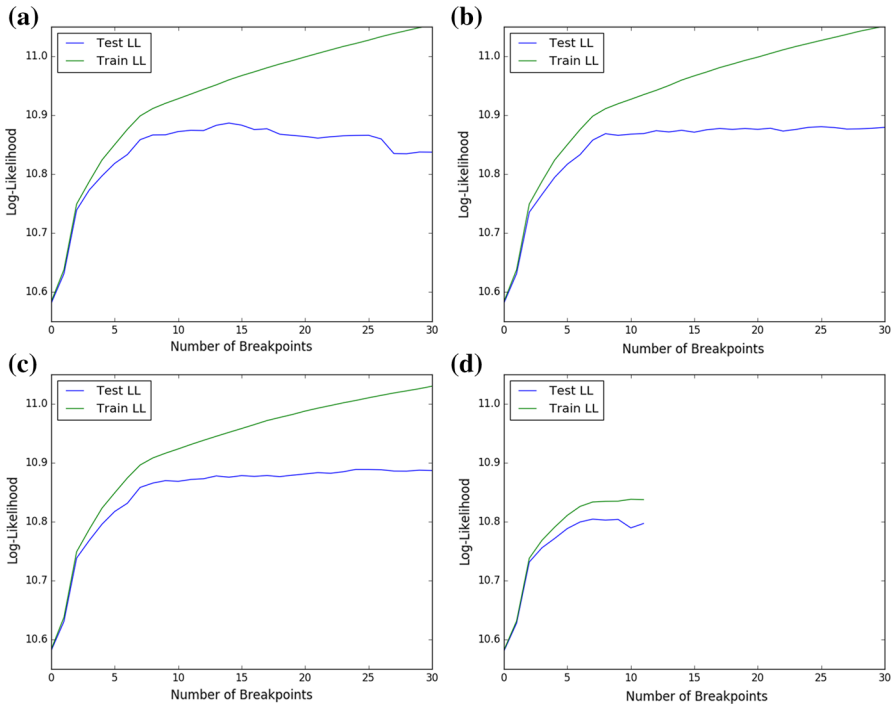 (a)
Test LL
Train LL
11.0
10.9
10.8
10.7
10.6
0 5 10 15 20 25 30
Log-Likelihood
Number of Breakpoints
(b)
Test LL
Train LL
11.0
10.9
10.8
10.7
10.6
0 5 10 15 20 25 30
Log-Likelihood
Number of Breakpoints
(c)
Test LL
Train LL
11.0
10.9
10.8
10.7
10.6
0 5 10 15 20 25 30
Log-Likelihood
Number of Breakpoints
(d)
Test LL
Train LL
11.0
10.9
10.8
10.7
10.6
0 5 10 15 20 25 30
Log-Likelihood
Number of Breakpoints